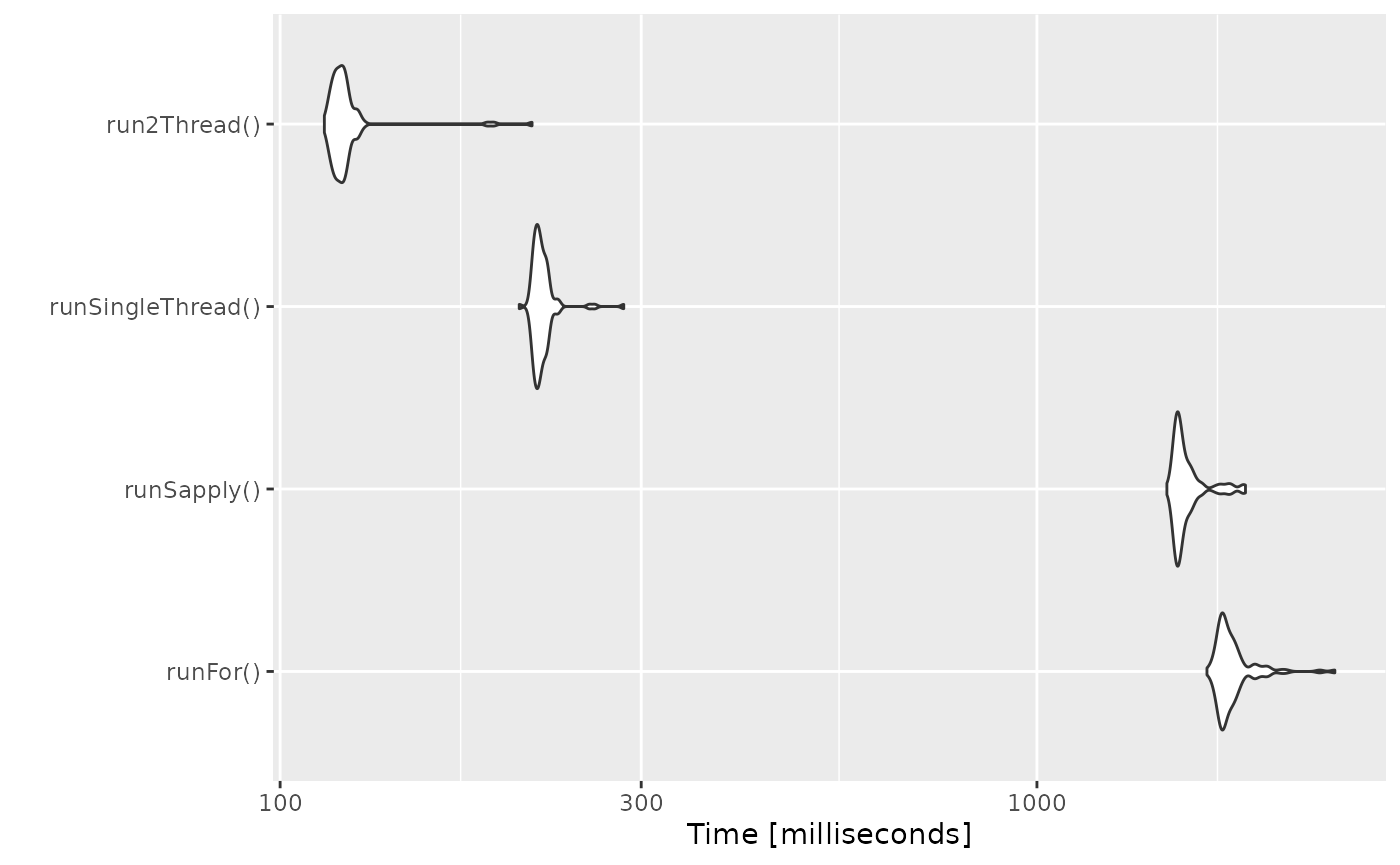 run2Thread()
runSingleThread()
runSapply()
runFor()
100 300 1000
Time [milliseconds]